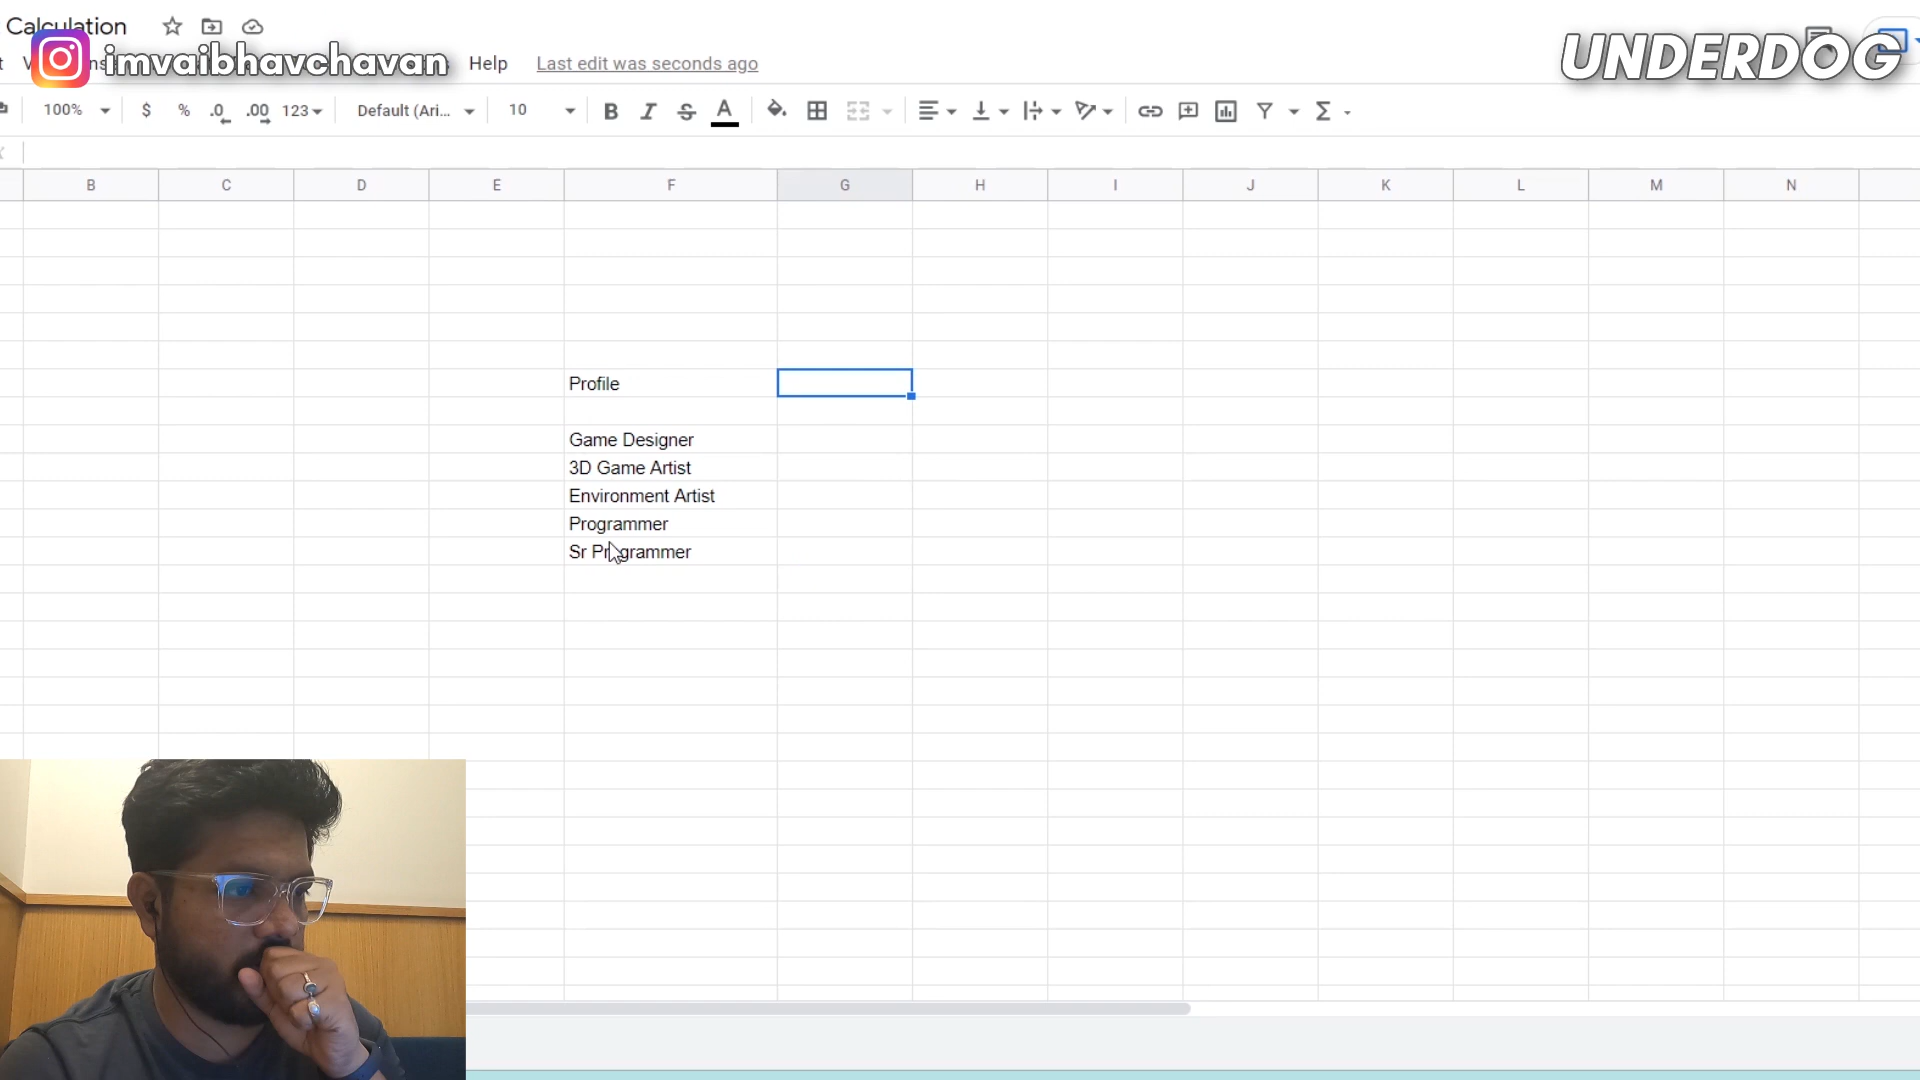 Calculation
imvaibhavchavan
Help
Last edit was seconds ago
UNDERDOG
100%
$
%
.0
.00
123
Default (Ari...
10
B
I
S
A
Σ
B
C
D
E
F
G
H
I
J
K
L
M
N
Profile
Game Designer
3D Game Artist
Environment Artist
Programmer
Sr Programmer